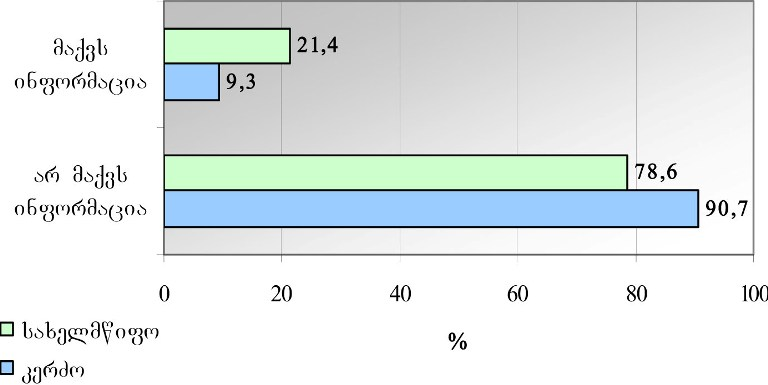 მაქვს
ინფორმაცია
21,4
9,3
არ მაქვს
ინფორმაცია
78,6
90,7
0 20 40 60 80 100
%
სახელმწიფო
კერძო